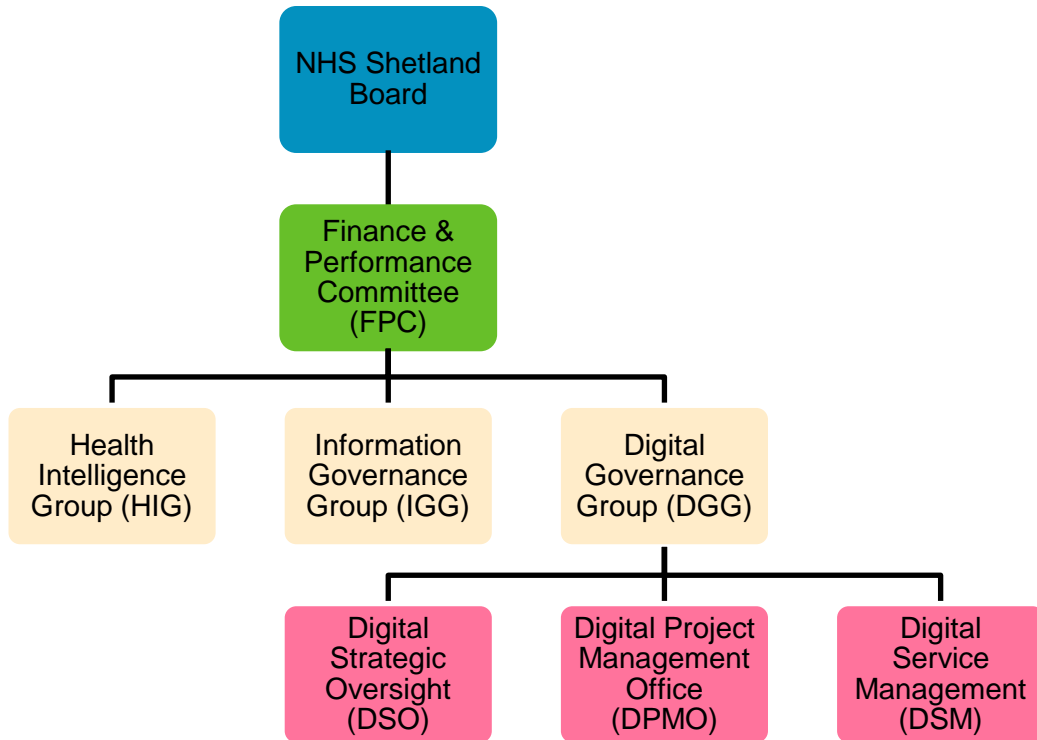 NHS Shetland
Board
Finance &
Performance
Committee
(FPC)
Health
Intelligence
Group (HIG)
Information
Governance
Group (IGG)
Digital
Governance
Group (DGG)
Digital
Strategic
Oversight
(DSO)
Digital Project
Management
Office
(DPMO)
Digital
Service
Management
(DSM)